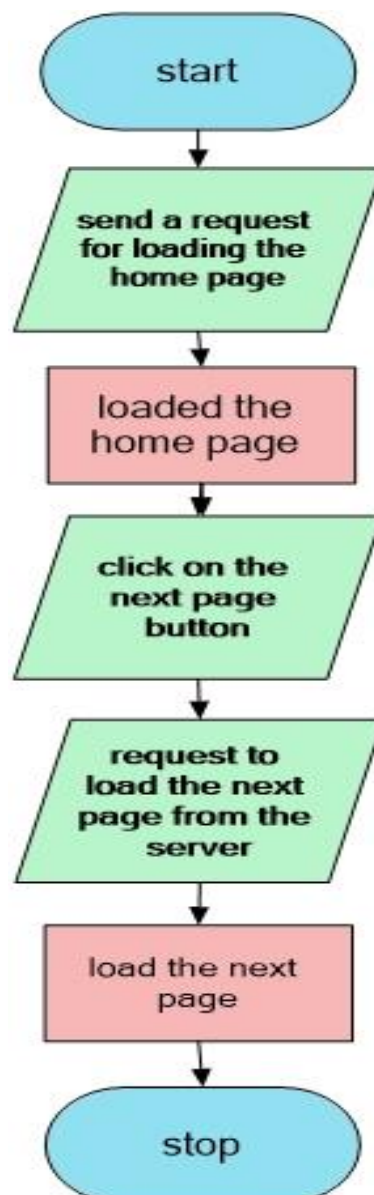 start
send a request
for loading the
home page
loaded the
home page
click on the
next page
button
request to
load the next
page from the
server
load the next
page
stop